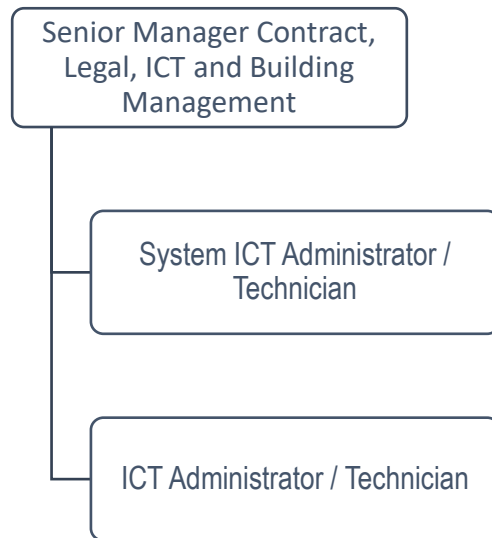 Senior Manager Contract,
Legal, ICT and Building
Management
System ICT Administrator /
Technician
ICT Administrator / Technician